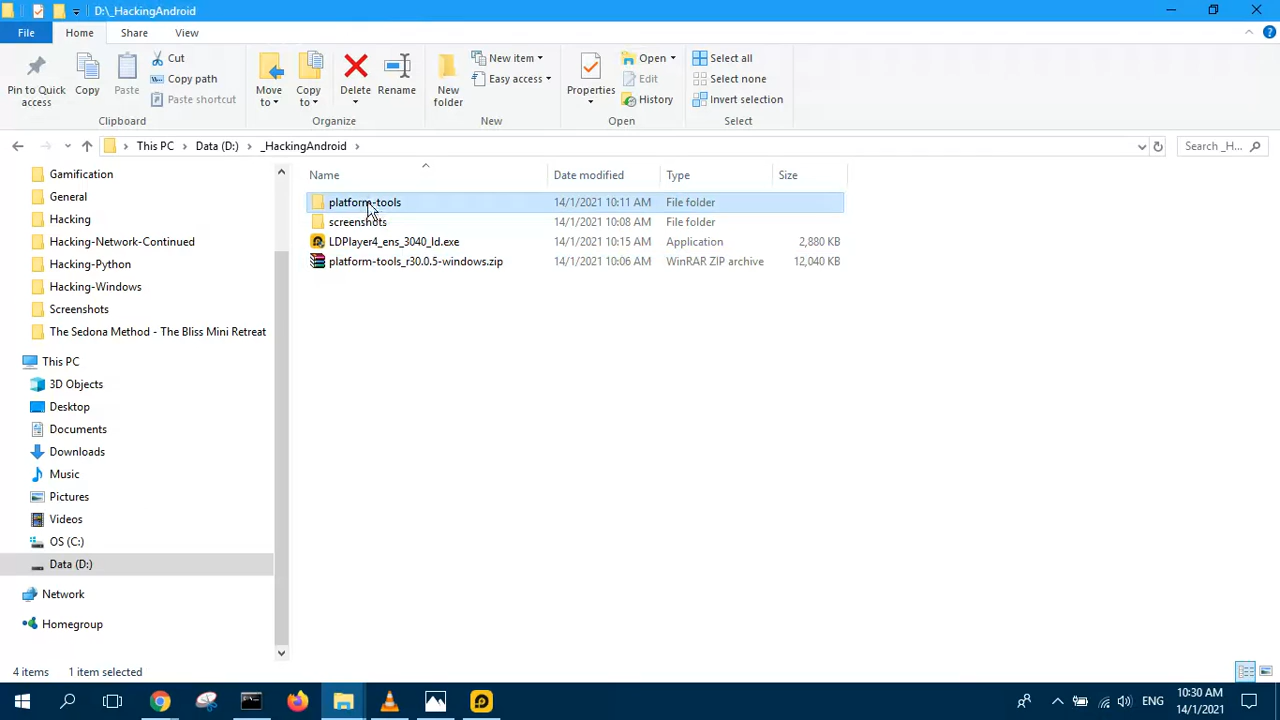 D:\_HackingAndroid
File Home Share View
Pin to Quick access
Copy
Paste
Cut
Copy path
Paste shortcut
Move to
Copy to
Delete
Rename
New folder
New item
Easy access
Properties
Open
Edit
History
Select all
Select none
Invert selection
Clipboard Organize New Open Select
This PC Data (D:) _HackingAndroid
Search _H...
Name Date modified Type Size
platform-tools 14/1/2021 10:11 AM File folder
screenshots 14/1/2021 10:08 AM File folder
LDPlayer4_ens_3040_ld.exe 14/1/2021 10:15 AM Application 2,880 KB
platform-tools_r30.0.5-windows.zip 14/1/2021 10:06 AM WinRAR ZIP archive 12,040 KB
Gamification
General
Hacking
Hacking-Network-Continued
Hacking-Python
Hacking-Windows
Screenshots
The Sedona Method - The Bliss Mini Retreat
This PC
3D Objects
Desktop
Documents
Downloads
Music
Pictures
Videos
OS (C:)
Data (D:)
Network
Homegroup
4 items 1 item selected
ENG
10:30 AM
14/1/2021